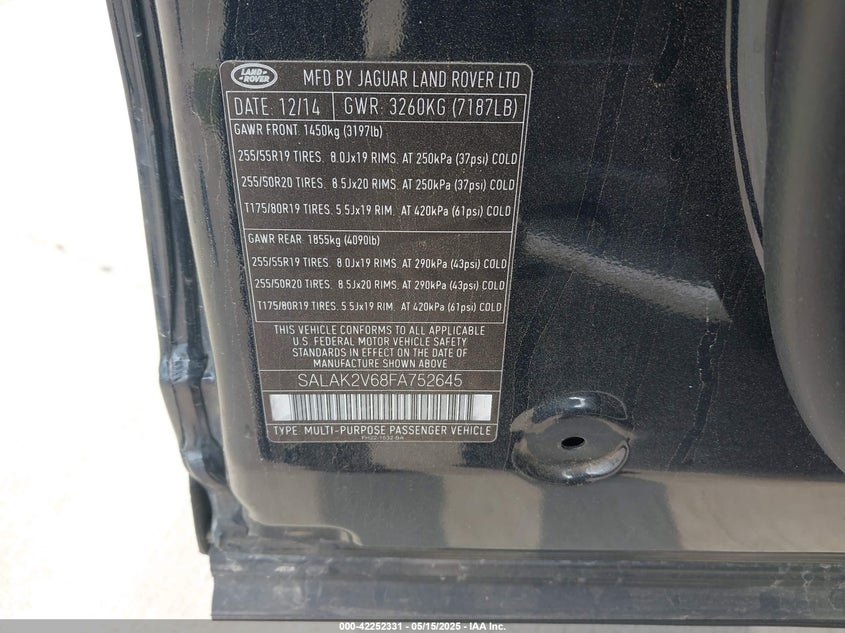 LAND ROVER
MFD BY JAGUAR LAND ROVER LTD
DATE: 12/14 GWR: 3260KG (7187LB)
GAWR FRONT: 1450kg (3197lb)
255/55R19 TIRES. 8.0Jx19 RIMS. AT 250kPa (37psi) COLD
255/50R20 TIRES. 8.5Jx20 RIMS. AT 250kPa (37psi) COLD
T175/80R19 TIRES. 5.5Jx19 RIM. AT 420kPa (61psi) COLD
GAWR REAR: 1855kg (4090lb)
255/55R19 TIRES. 8.0Jx19 RIMS. AT 290kPa (43psi) COLD
255/50R20 TIRES. 8.5Jx20 RIMS. AT 290kPa (43psi) COLD
T175/80R19 TIRES. 5.5Jx19 RIM. AT 420kPa (61psi) COLD
THIS VEHICLE CONFORMS TO ALL APPLICABLE
U.S. FEDERAL MOTOR VEHICLE SAFETY
STANDARDS IN EFFECT ON THE DATE OF
MANUFACTURE SHOWN ABOVE
SALAK2V68FA752645
TYPE: MULTI-PURPOSE PASSENGER VEHICLE
FH22-1532-BA
000-42252331 - 05/15/2025 - IAA Inc.